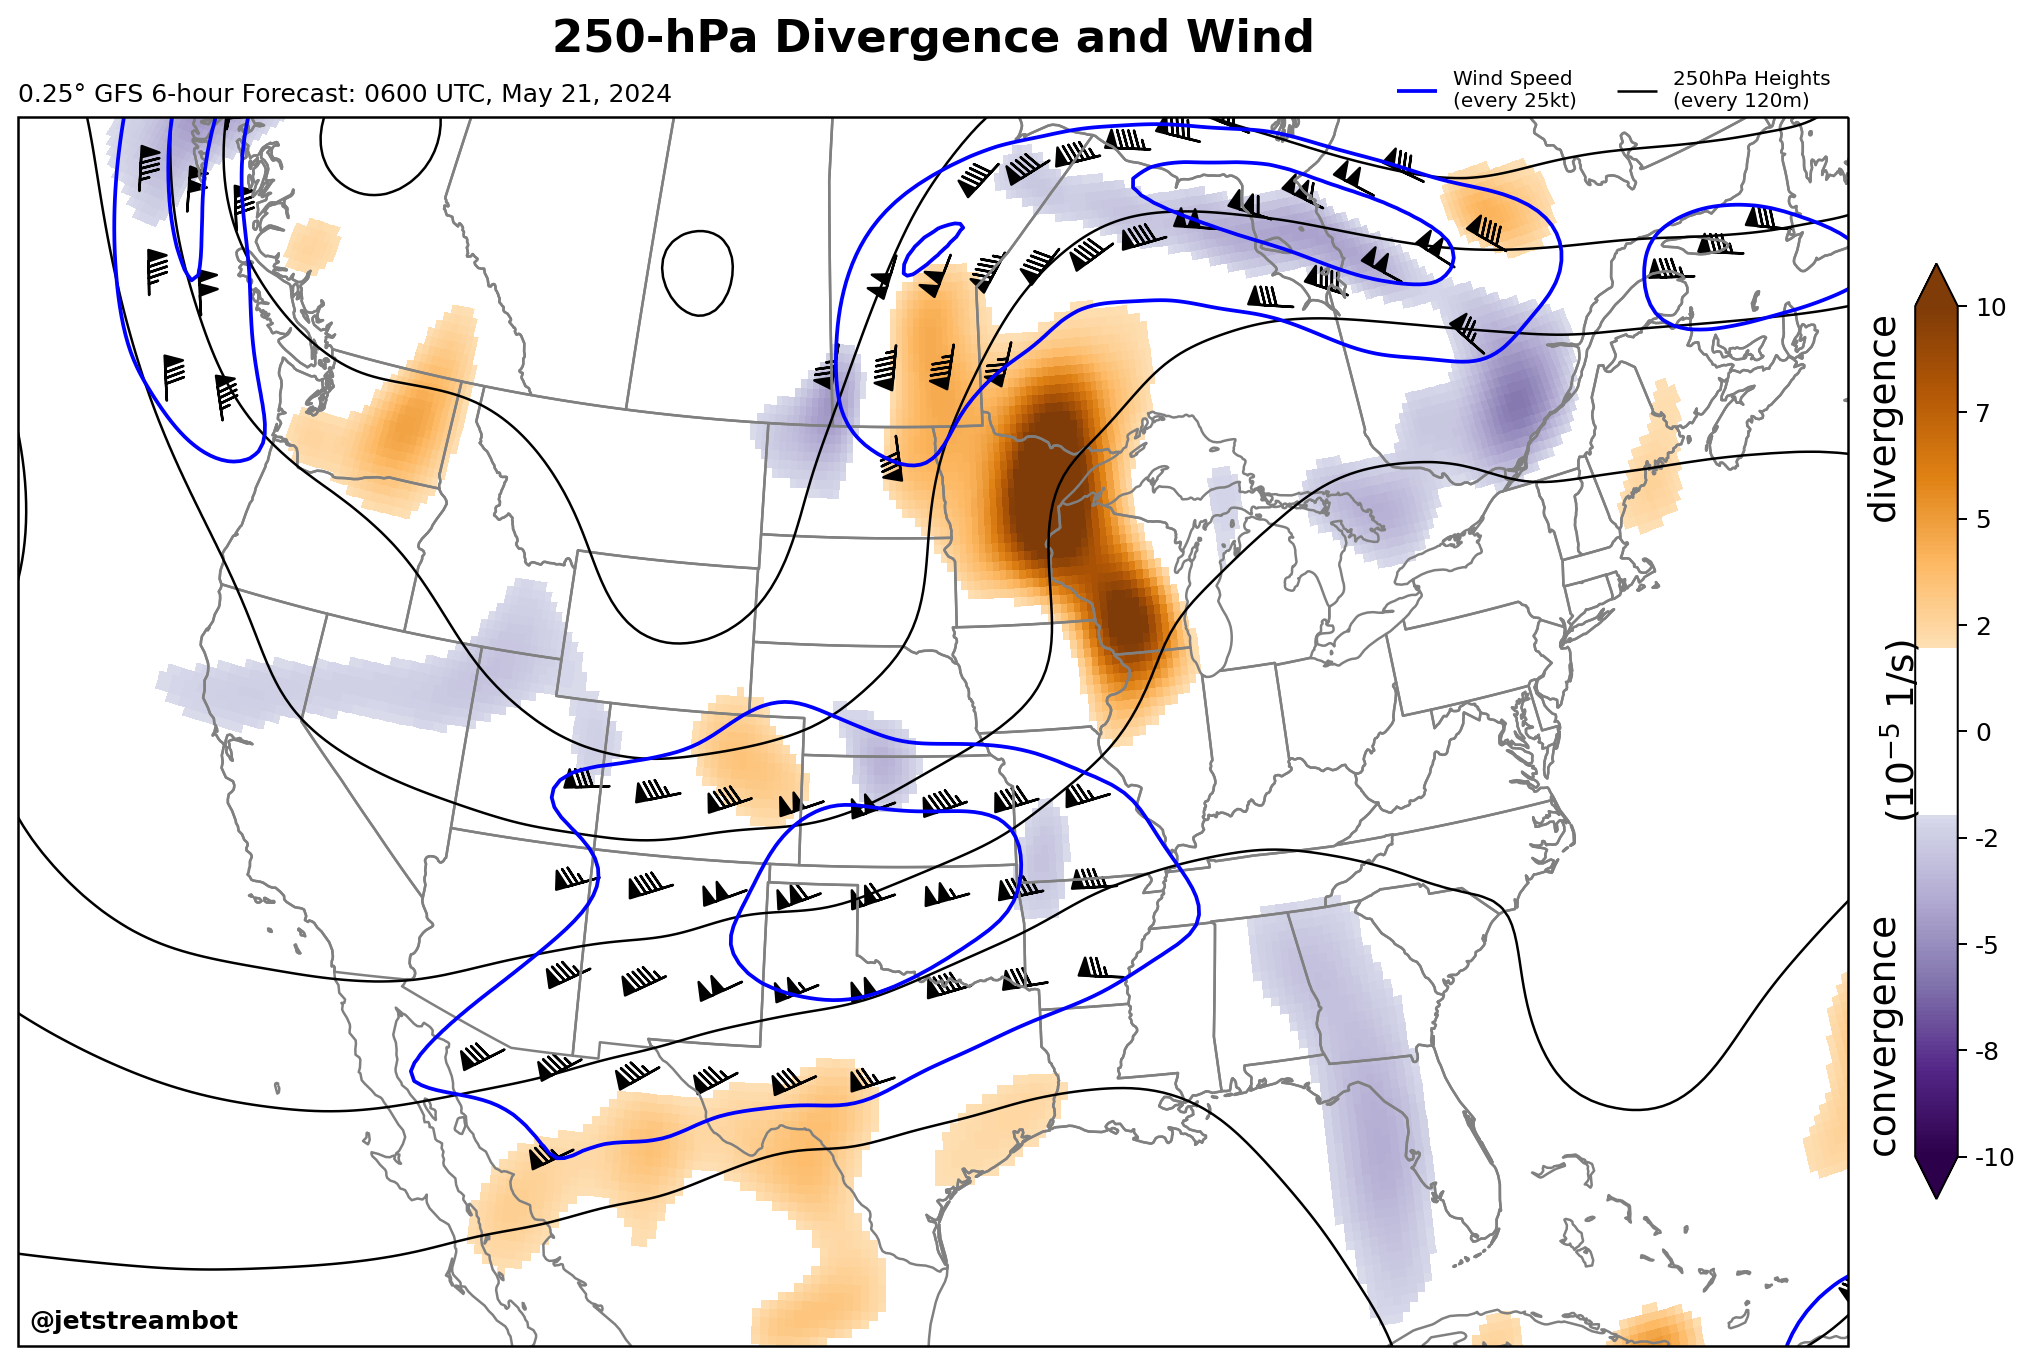 250-hPa Divergence and Wind
0.25° GFS 6-hour Forecast: 0600 UTC, May 21, 2024
Wind Speed
(every 25kt)
250hPa Heights
(every 120m)
10
7
5
2
0
-2
-5
-8
-10
divergence
(10⁻⁵ 1/s)
convergence
@jetstreambot